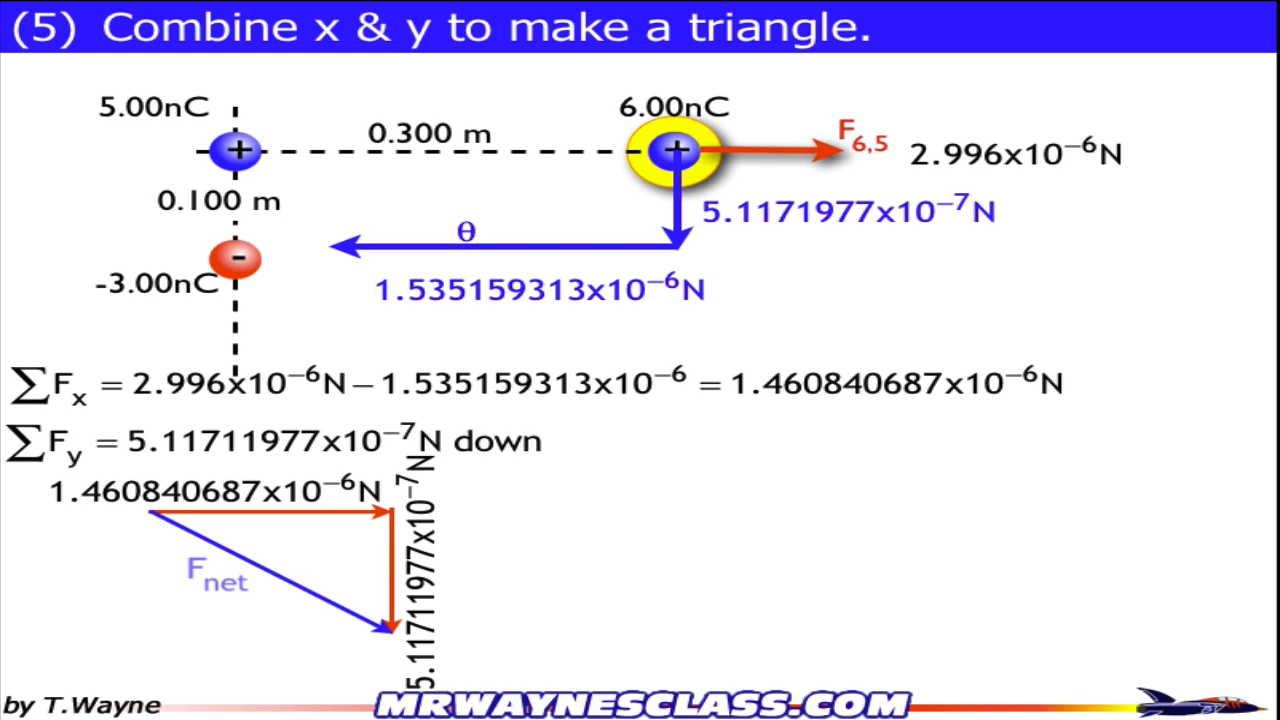 (5) Combine x & y to make a triangle.
5.00nC
6.00nC
0.300 m
+
+
F6,5
2.996x10⁻⁶N
0.100 m
5.1171977x10⁻⁷N
θ
-
-3.00nC
1.535159313x10⁻⁶N
∑Fx = 2.996x10⁻⁶N – 1.535159313x10⁻⁶ = 1.460840687x10⁻⁶N
∑Fy = 5.11711977x10⁻⁷N down
1.460840687x10⁻⁶N
5.11711977x10⁻⁷N
Fnet
by T.Wayne
MRWAYNESCLASS.COM